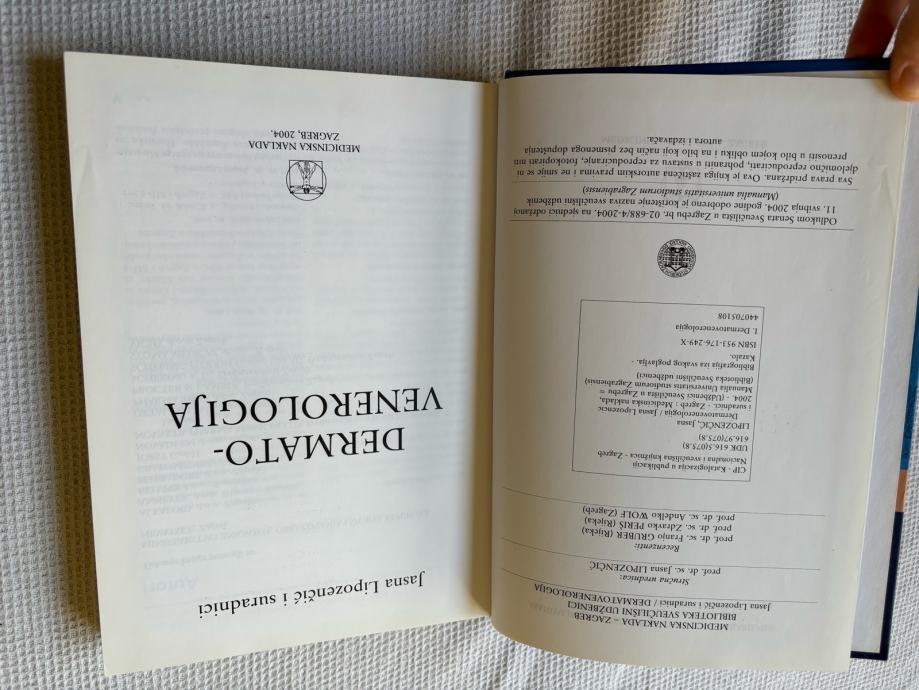 MEDICINSKA NAKLADA – ZAGREB
BIBLIOTEKA SVEUČILIŠNI UDŽBENICI
Jasna Lipozenčić i suradnici / DERMATOVENEROLOGIJA
Stručna urednica:
prof. dr. sc. Jasna LIPOZENČIĆ
Recenzenti:
prof. dr. sc. Franjo GRUBER (Rijeka)
prof. dr. sc. Zdravko PERIŠ (Rijeka)
prof. dr. sc. Anđelko WOLF (Zagreb)
CIP - Katalogizacija u publikaciji
Nacionalna i sveučilišna knjižnica - Zagreb
UDK 616.5(075.8)
616.97(075.8)
LIPOZENČIĆ, Jasna
Dermatovenerologija / Jasna Lipozencic
i suradnici. - Zagreb : Medicinska naklada,
2004. - (Udžbenici Sveučilišta u Zagrebu =
Manualia Universitatis studiorum Zagrabiensis)
(Biblioteka Sveučilišni udžbenici)
Bibliografija iza svakog poglavlja. -
Kazalo.
ISBN 953-176-249-X
I. Dermatovenerologija
440705108
Odlukom Senata Sveučilišta u Zagrebu br. 02-688/4-2004. na sjednici održanoj
11. svibnja 2004. godine odobreno je korištenje naziva sveučilišni udžbenik
(Manualia universitatis studiorum Zagrabiensis)
Sva prava pridržana. Ova je knjiga zaštićena autorskim pravima i ne smije se ni
djelomično reproducirati, pohraniti u sustavu za reproduciranje, fotokopirati niti
prenositi u bilo kojem obliku i na bilo koji način bez pismenoga dopuštenja
autora i izdavača.
Jasna Lipozenčić i suradnici
DERMATO-
VENEROLOGIJA
MEDICINSKA NAKLADA
ZAGREB, 2004.